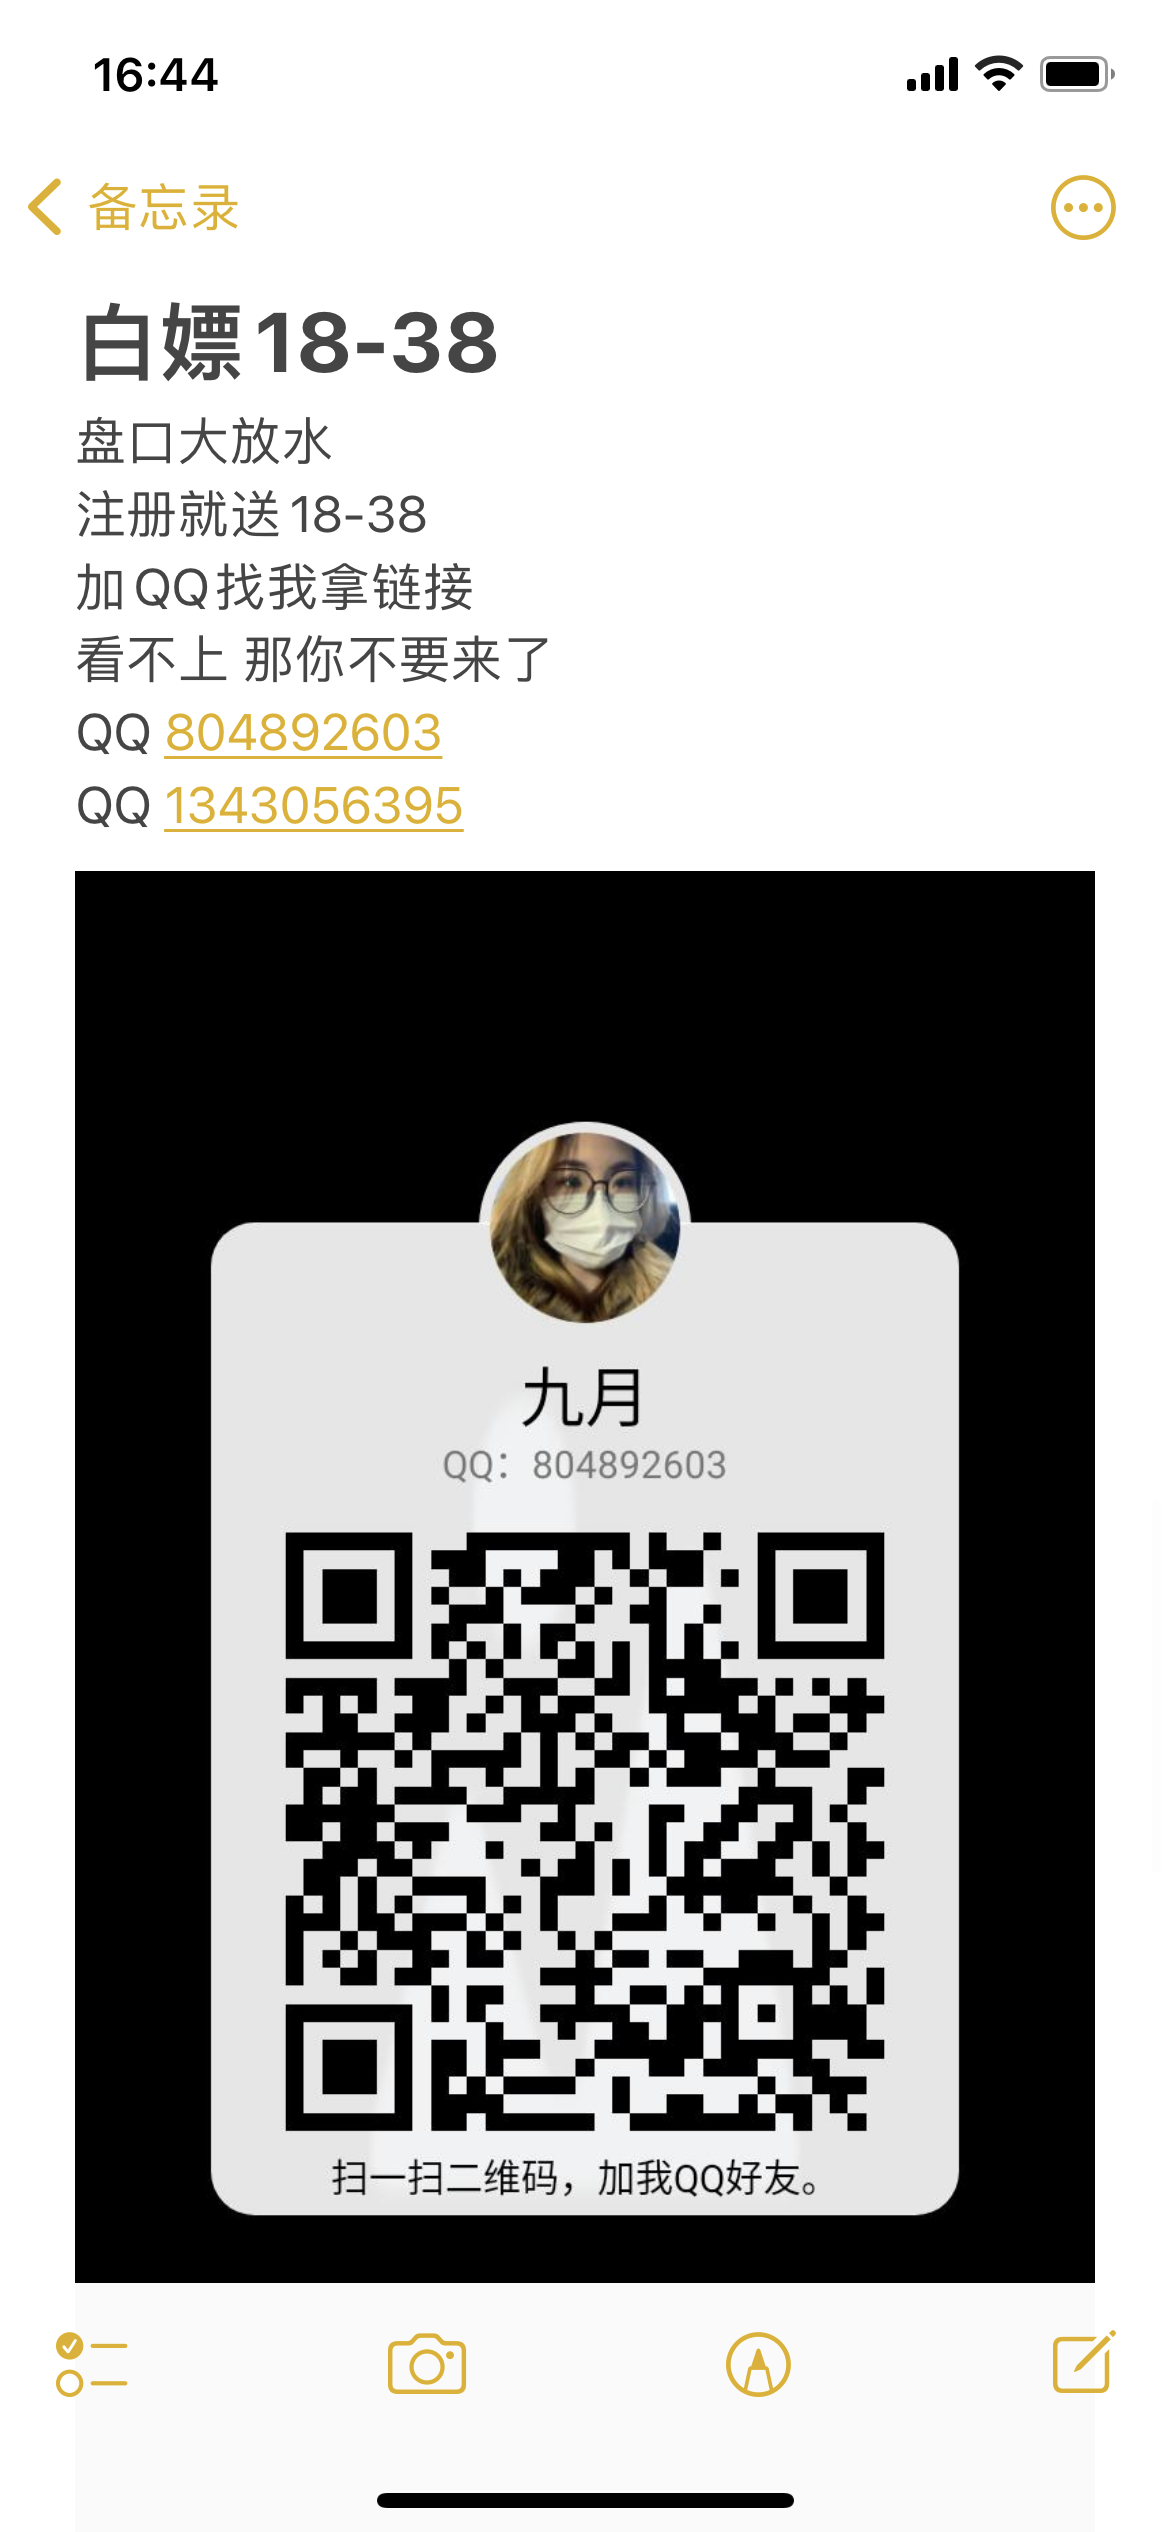 16:44
备忘录
白嫖18-38
盘口大放水
注册就送18-38
加QQ找我拿链接
看不上 那你不要来了
QQ 804892603
QQ 1343056395
九月
QQ：804892603
扫一扫二维码，加我QQ好友。